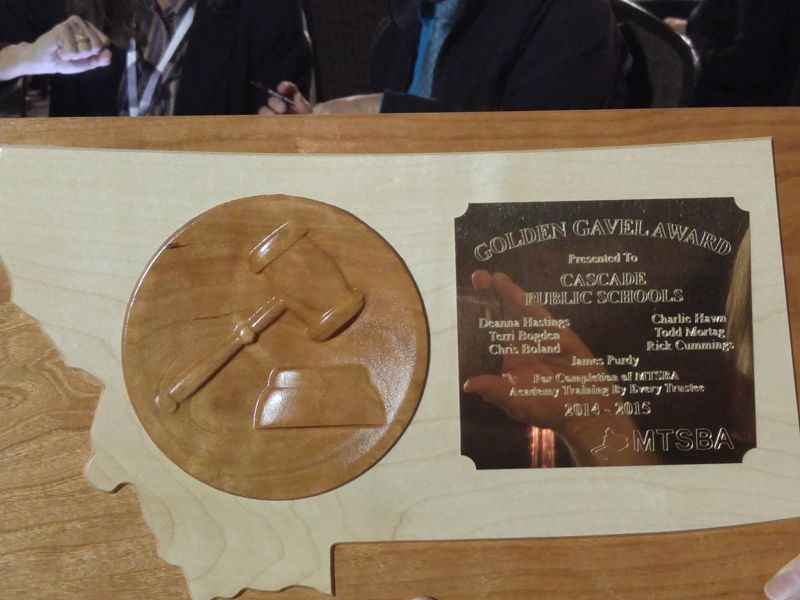 GOLDEN GAVEL AWARD
Presented To
CASCADE
PUBLIC SCHOOLS
Deanna Hastings Charlie Hawn
Terri Bogden Todd Mortag
Chris Boland Rick Cummings
James Purdy
For Completion of MTSBA
Academy Training By Every Trustee
2014 - 2015
MTSBA